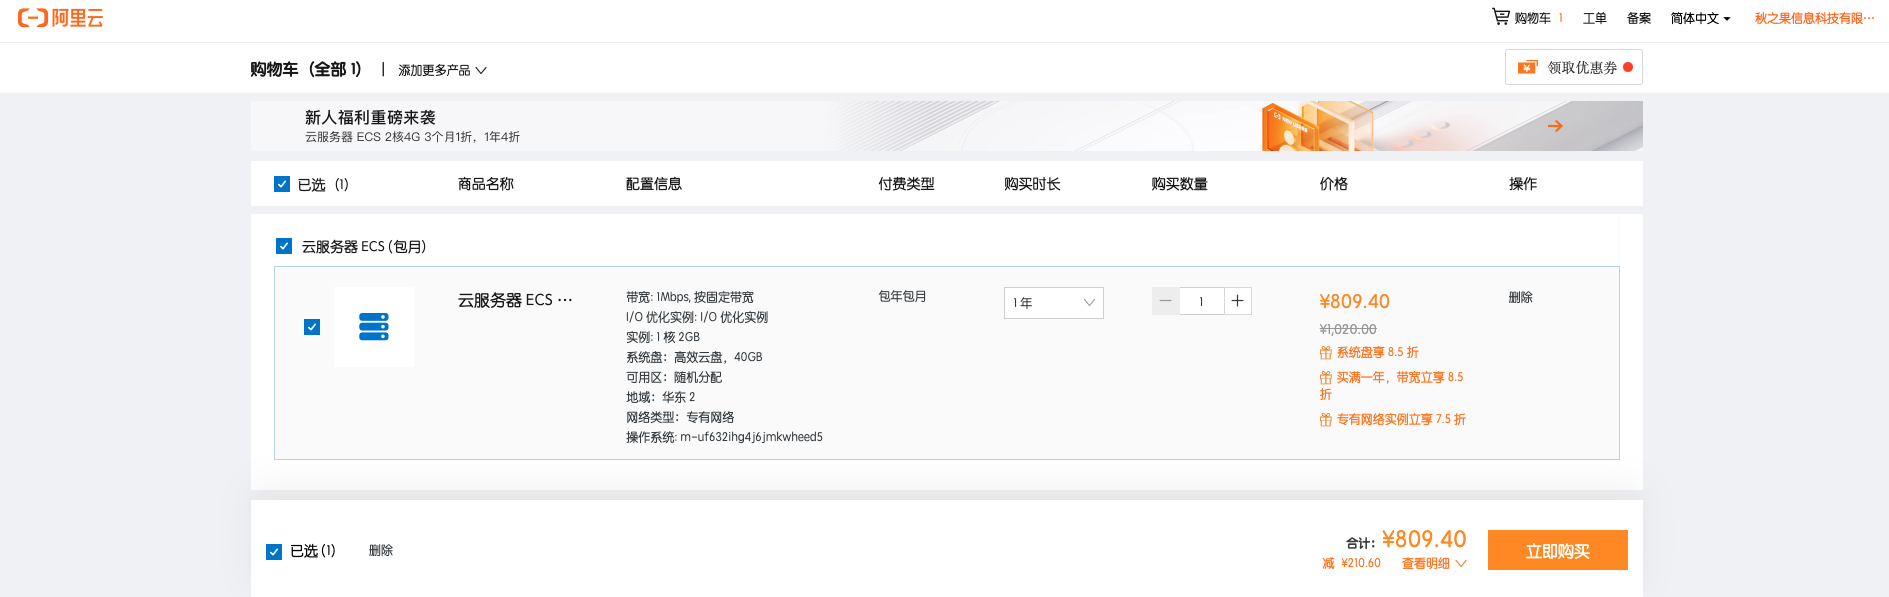 阿里云
购物车 1 工单 备案 简体中文 秋之果信息科技有限···
购物车（全部 1） | 添加更多产品
领取优惠券
新人福利重磅来袭
云服务器 ECS 2核4G 3个月1折，1年4折
已选 (1) 商品名称 配置信息 付费类型 购买时长 购买数量 价格 操作
云服务器 ECS (包月)
云服务器 ECS ···
带宽: 1Mbps, 按固定带宽
I/O 优化实例: I/O 优化实例
实例: 1 核 2GB
系统盘：高效云盘，40GB
可用区：随机分配
地域：华东 2
网络类型：专有网络
操作系统: m-uf632ihg4j6jmkwheed5
包年包月
1 年
1
¥809.40
¥1,020.00
系统盘享 8.5 折
买满一年，带宽立享 8.5
折
专有网络实例立享 7.5 折
删除
已选 (1) 删除
合计：¥809.40
减 ¥210.60 查看明细
立即购买